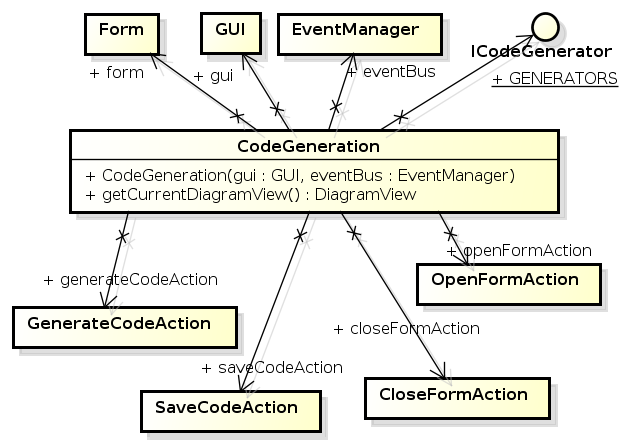 Form
GUI
EventManager
ICodeGenerator
+ form
+ gui
+ eventBus
+ GENERATORS
CodeGeneration
+ CodeGeneration(gui : GUI, eventBus : EventManager)
+ getCurrentDiagramView() : DiagramView
+ openFormAction
+ generateCodeAction
OpenFormAction
GenerateCodeAction
+ closeFormAction
+ saveCodeAction
CloseFormAction
SaveCodeAction